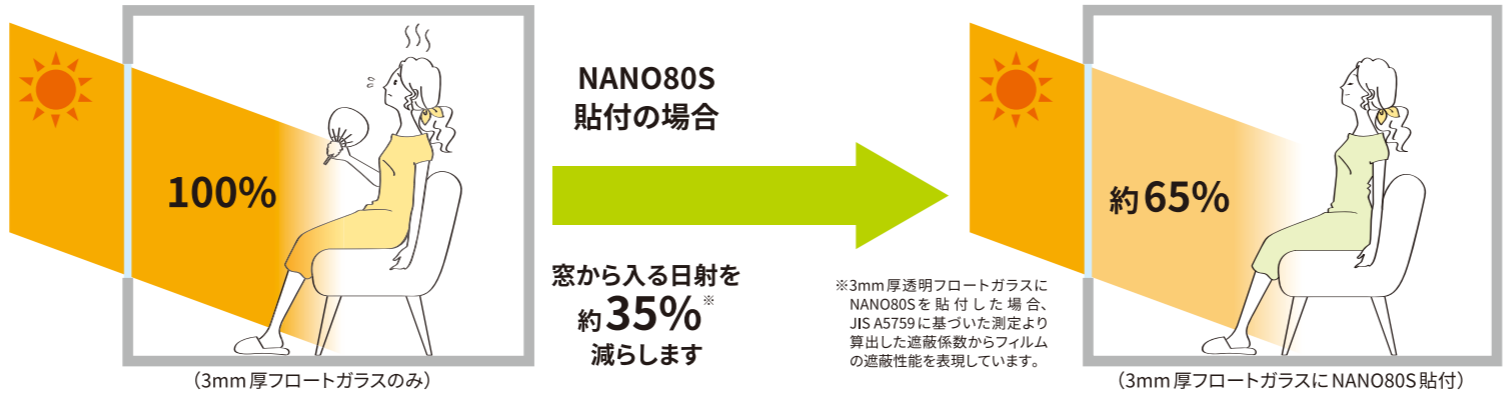 100%
(3mm厚フロートガラスのみ)
NANO80S
貼付の場合
窓から入る日射を
約35%※
減らします
※3mm厚透明フロートガラスに
NANO80Sを貼付した場合、
JIS A5759に基づいた測定より
算出した遮蔽係数からフィルム
の遮蔽性能を表現しています。
約65%
(3mm厚フロートガラスにNANO80S貼付)